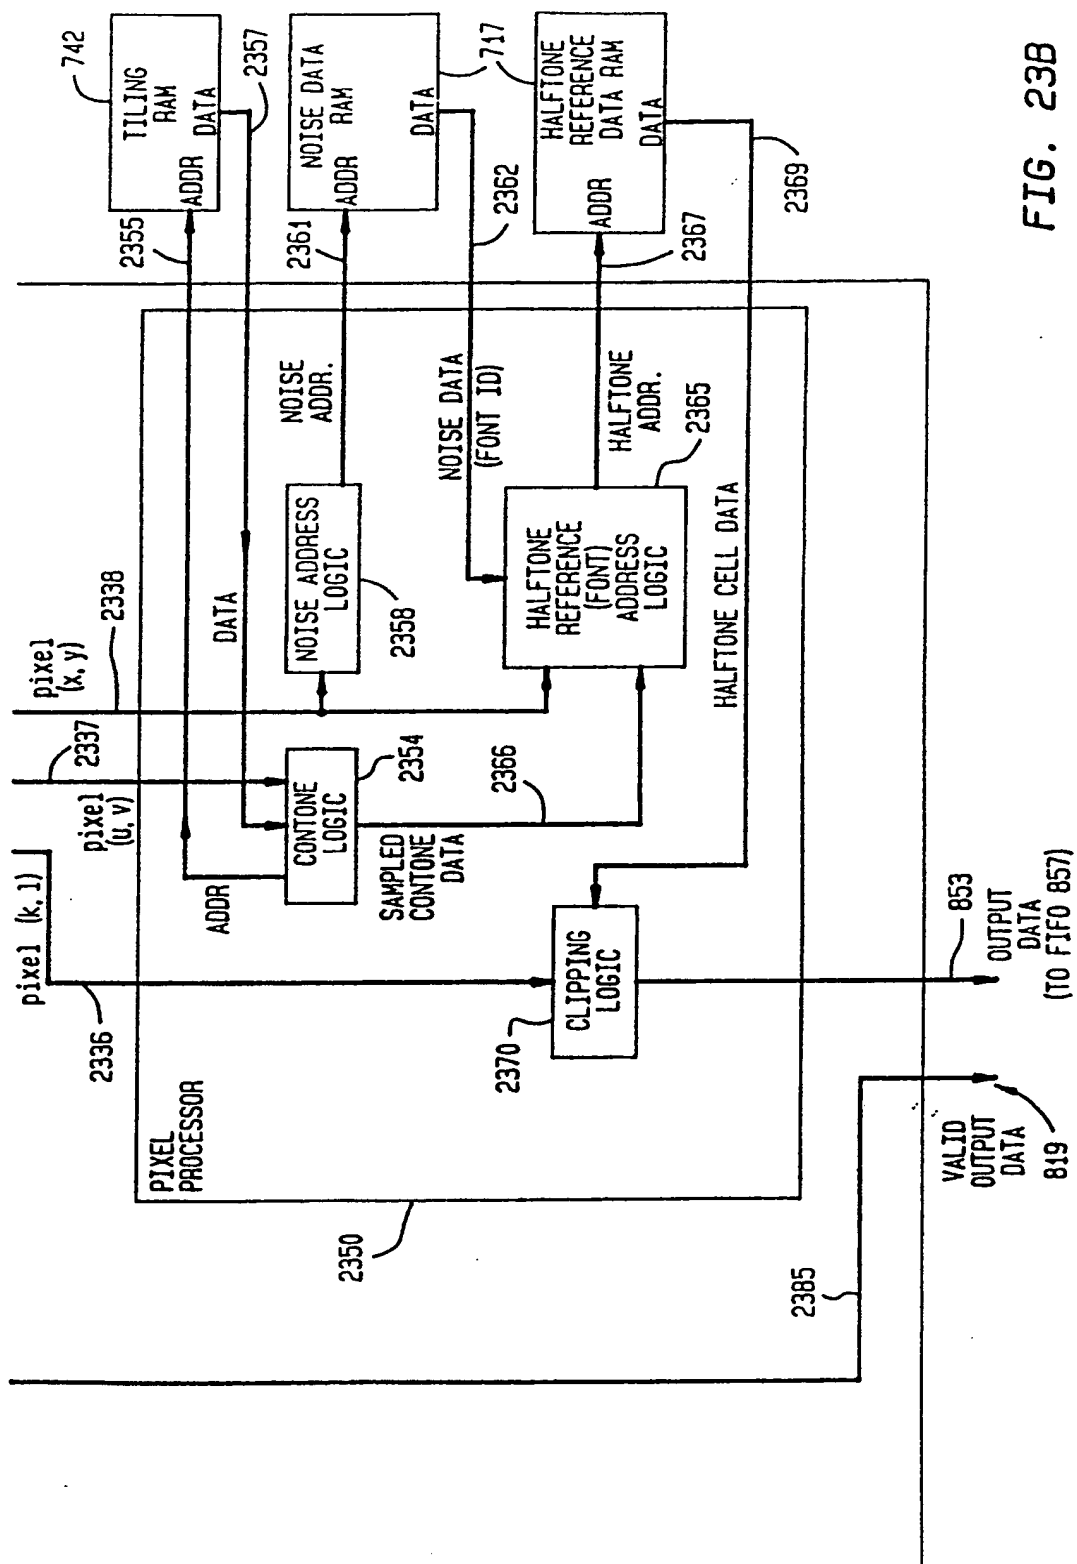 742
TILING
RAM
ADDR
DATA
2355
2357
NOISE DATA
RAM
ADDR
DATA
717
2361
2362
HALFTONE
REFERENCE
DATA RAM
ADDR
DATA
2367
2369
pixel (k, l)
2336
pixel
(u, v)
2337
pixel
(x, y)
2338
PIXEL
PROCESSOR
2350
ADDR
DATA
CONTONE
LOGIC
2354
SAMPLED
CONTONE
DATA
2366
NOISE ADDRESS
LOGIC
2358
NOISE
ADDR.
NOISE DATA
(FONT ID)
HALFTONE
REFERENCE
(FONT)
ADDRESS
LOGIC
2365
HALFTONE
ADDR.
HALFTONE CELL DATA
CLIPPING
LOGIC
2370
2385
VALID
OUTPUT
DATA
819
853
OUTPUT
DATA
(TO FIFO 857)
FIG. 23B